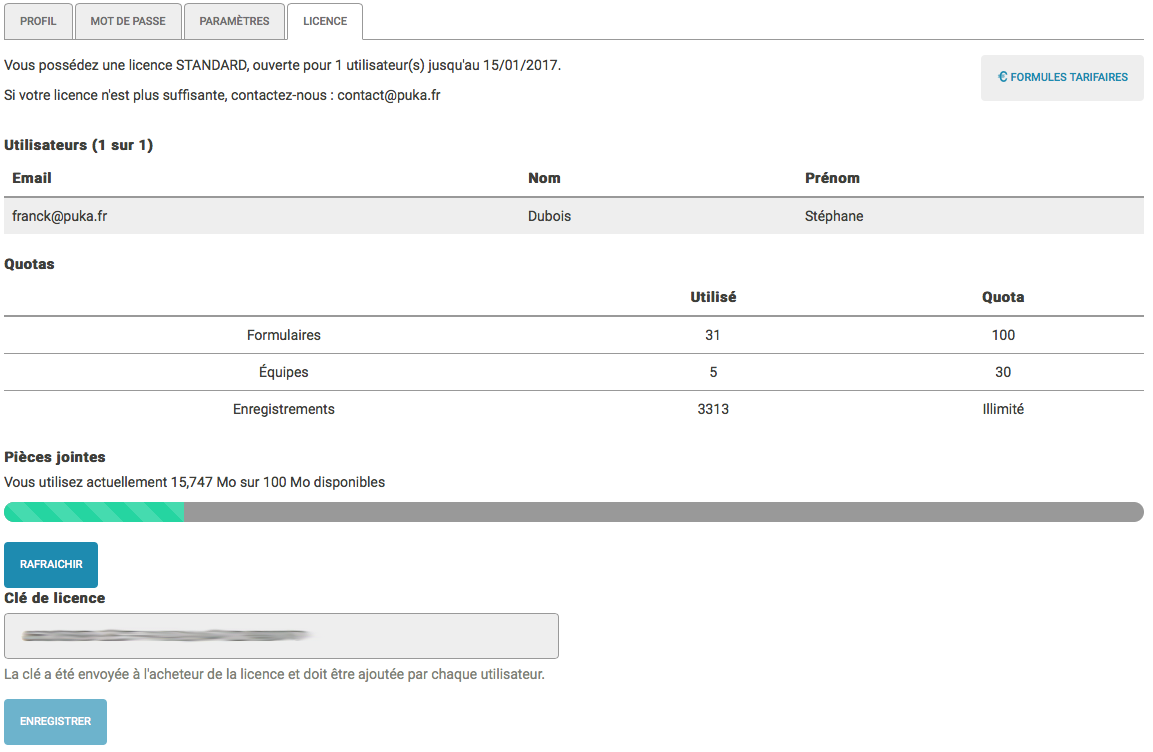 PROFIL MOT DE PASSE PARAMÈTRES LICENCE
Vous possédez une licence STANDARD, ouverte pour 1 utilisateur(s) jusqu'au 15/01/2017.
€ FORMULES TARIFAIRES
Si votre licence n'est plus suffisante, contactez-nous : contact@puka.fr
Utilisateurs (1 sur 1)
Email Nom Prénom
franck@puka.fr Dubois Stéphane
Quotas
Utilisé Quota
Formulaires 31 100
Équipes 5 30
Enregistrements 3313 Illimité
Pièces jointes
Vous utilisez actuellement 15,747 Mo sur 100 Mo disponibles
RAFRAICHIR
Clé de licence
La clé a été envoyée à l'acheteur de la licence et doit être ajoutée par chaque utilisateur.
ENREGISTRER